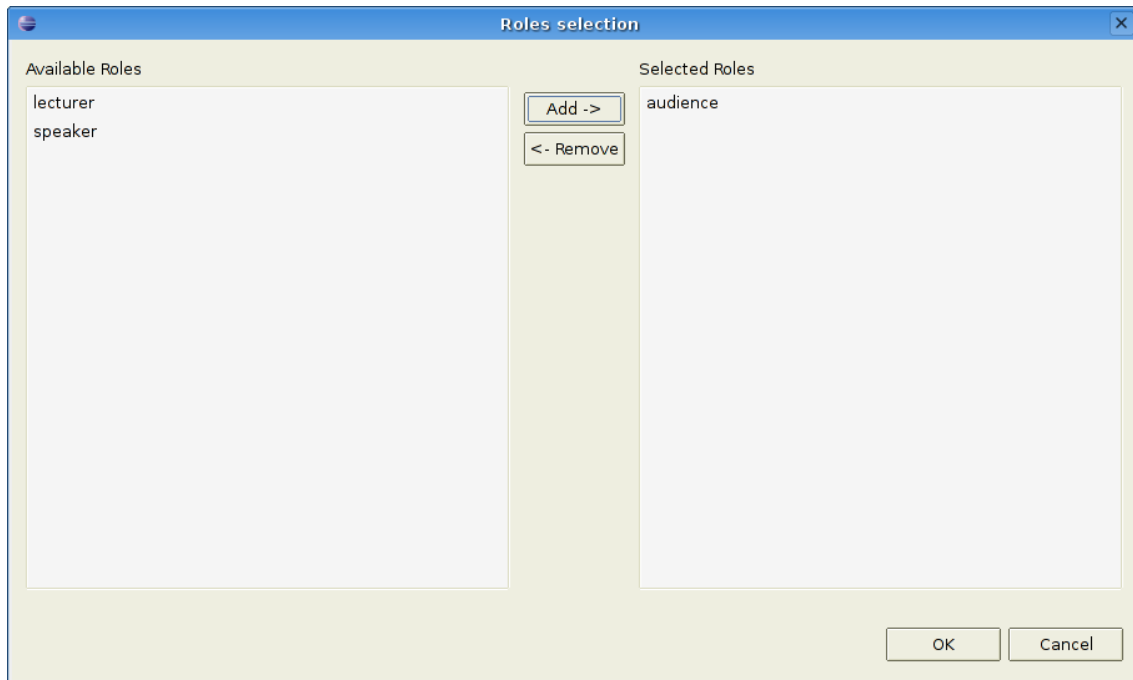 Roles selection
Available Roles
Selected Roles
lecturer
speaker
Add ->
<- Remove
audience
OK
Cancel